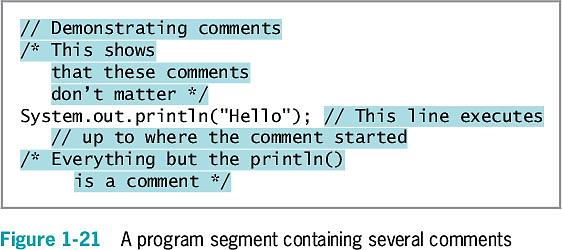 // Demonstrating comments
/* This shows
that these comments
don't matter */
System.out.println("Hello"); // This line executes
// up to where the comment started
/* Everything but the println()
is a comment */
Figure 1-21 A program segment containing several comments